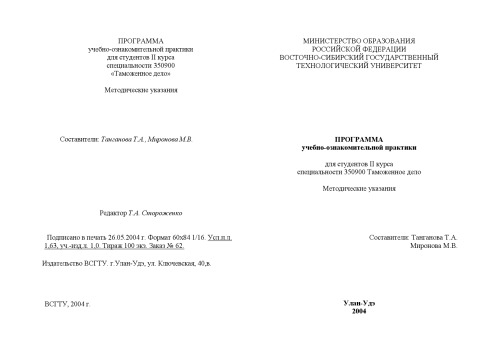 ПРОГРАММА
учебно-ознакомительной практики
для студентов II курса
специальности 350900
«Таможенное дело»
Методические указания
Составители: Танганова Т.А., Миронова М.В.
Редактор Т.А. Стороженко
Подписано в печать 26.05.2004 г. Формат 60х84 1/16. Усл.п.л.
1,63, уч.-изд.л. 1,0. Тираж 100 экз. Заказ № 62.
Издательство ВСГТУ. г.Улан-Удэ, ул. Ключевская, 40,в.
ВСГТУ, 2004 г.
МИНИСТЕРСТВО ОБРАЗОВАНИЯ
РОССИЙСКОЙ ФЕДЕРАЦИИ
ВОСТОЧНО-СИБИРСКИЙ ГОСУДАРСТВЕННЫЙ
ТЕХНОЛОГИЧЕСКИЙ УНИВЕРСИТЕТ
ПРОГРАММА
учебно-ознакомительной практики
для студентов II курса
специальности 350900 Таможенное дело
Методические указания
Составители: Танганова Т.А.
Миронова М.В.
Улан-Удэ
2004